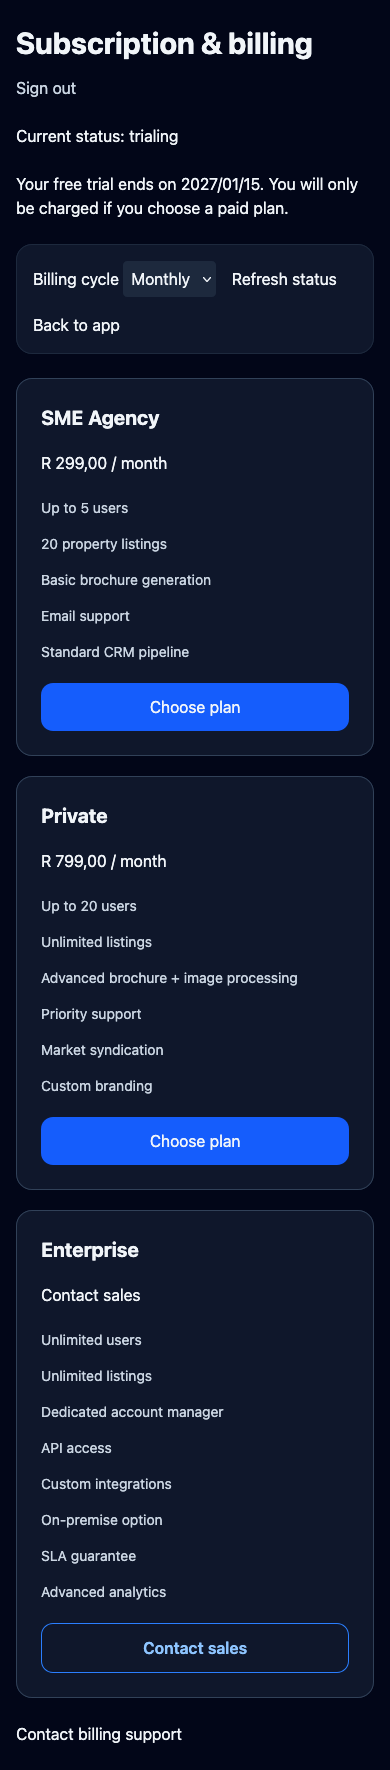 Subscription & billing
Sign out
Current status: trialing
Your free trial ends on 2027/01/15. You will only
be charged if you choose a paid plan.
Billing cycle Monthly Refresh status
Back to app
SME Agency
R 299,00 / month
Up to 5 users
20 property listings
Basic brochure generation
Email support
Standard CRM pipeline
Choose plan
Private
R 799,00 / month
Up to 20 users
Unlimited listings
Advanced brochure + image processing
Priority support
Market syndication
Custom branding
Choose plan
Enterprise
Contact sales
Unlimited users
Unlimited listings
Dedicated account manager
API access
Custom integrations
On-premise option
SLA guarantee
Advanced analytics
Contact sales
Contact billing support